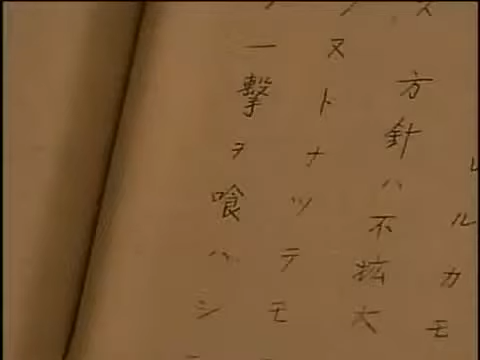 ルカモ
方針ハ不拡大
ヌトナツテモ
一撃ヲ喰ハシ